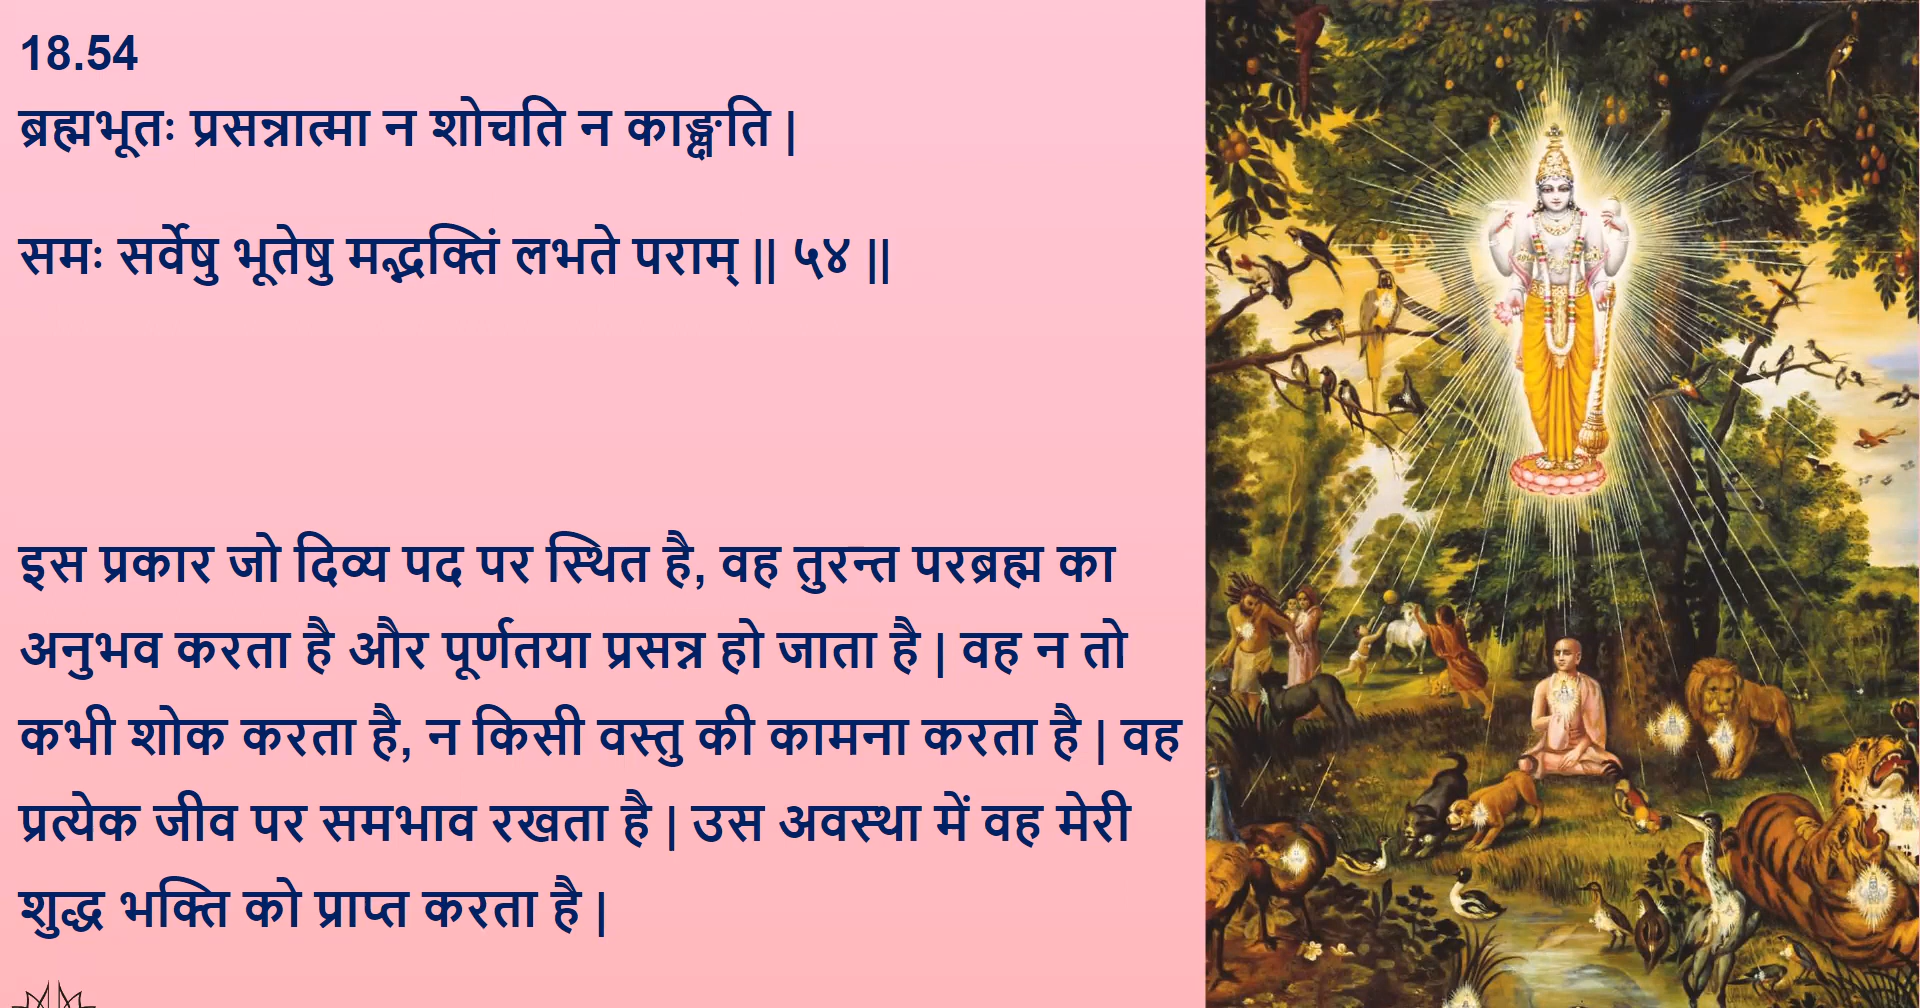 18.54
ब्रह्मभूतः प्रसन्नात्मा न शोचति न काङ्क्षति |
समः सर्वेषु भूतेषु मद्भक्तिं लभते पराम् || ५४ ||
इस प्रकार जो दिव्य पद पर स्थित है, वह तुरन्त परब्रह्म का
अनुभव करता है और पूर्णतया प्रसन्न हो जाता है | वह न तो
कभी शोक करता है, न किसी वस्तु की कामना करता है | वह
प्रत्येक जीव पर समभाव रखता है | उस अवस्था में वह मेरी
शुद्ध भक्ति को प्राप्त करता है |